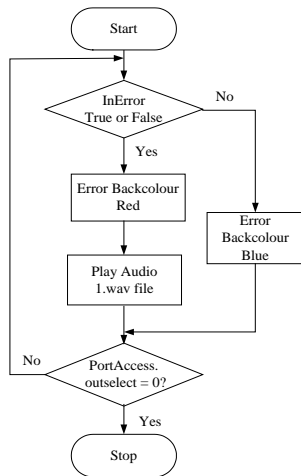 Start
InError
True or False
No
Yes
Error Backcolour
Red
Error
Backcolour
Blue
Play Audio
1.wav file
No
PortAccess.
outselect = 0?
Yes
Stop